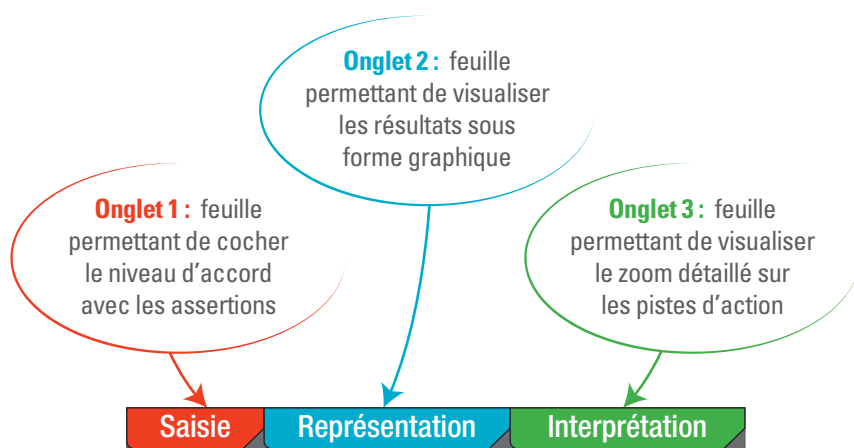 Onglet 2 : feuille
permettant de visualiser
les résultats sous
forme graphique
Onglet 1 : feuille
permettant de cocher
le niveau d’accord
avec les assertions
Onglet 3 : feuille
permettant de visualiser
le zoom détaillé sur
les pistes d’action
Saisie
Représentation
Interprétation